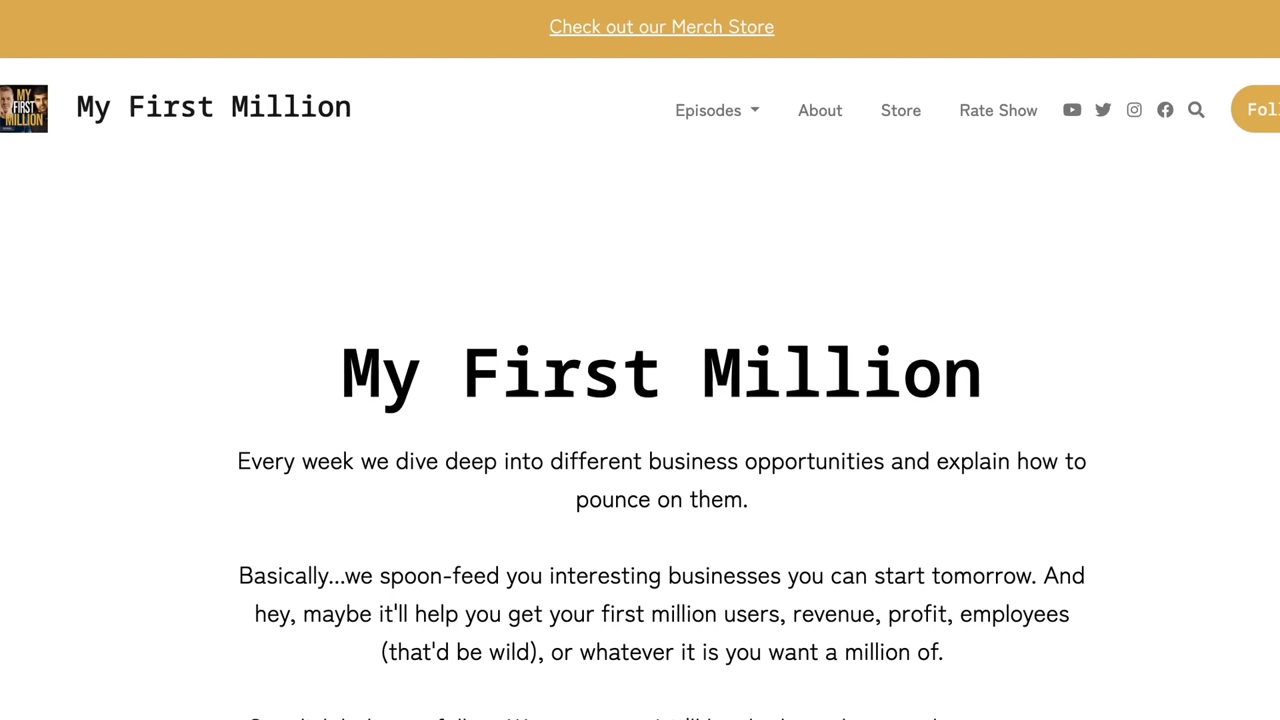 Check out our Merch Store
MY
FIRST
MILLION
My First Million
Episodes
About
Store
Rate Show
My First Million
Every week we dive deep into different business opportunities and explain how to
pounce on them.
Basically...we spoon-feed you interesting businesses you can start tomorrow. And
hey, maybe it'll help you get your first million users, revenue, profit, employees
(that'd be wild), or whatever it is you want a million of.